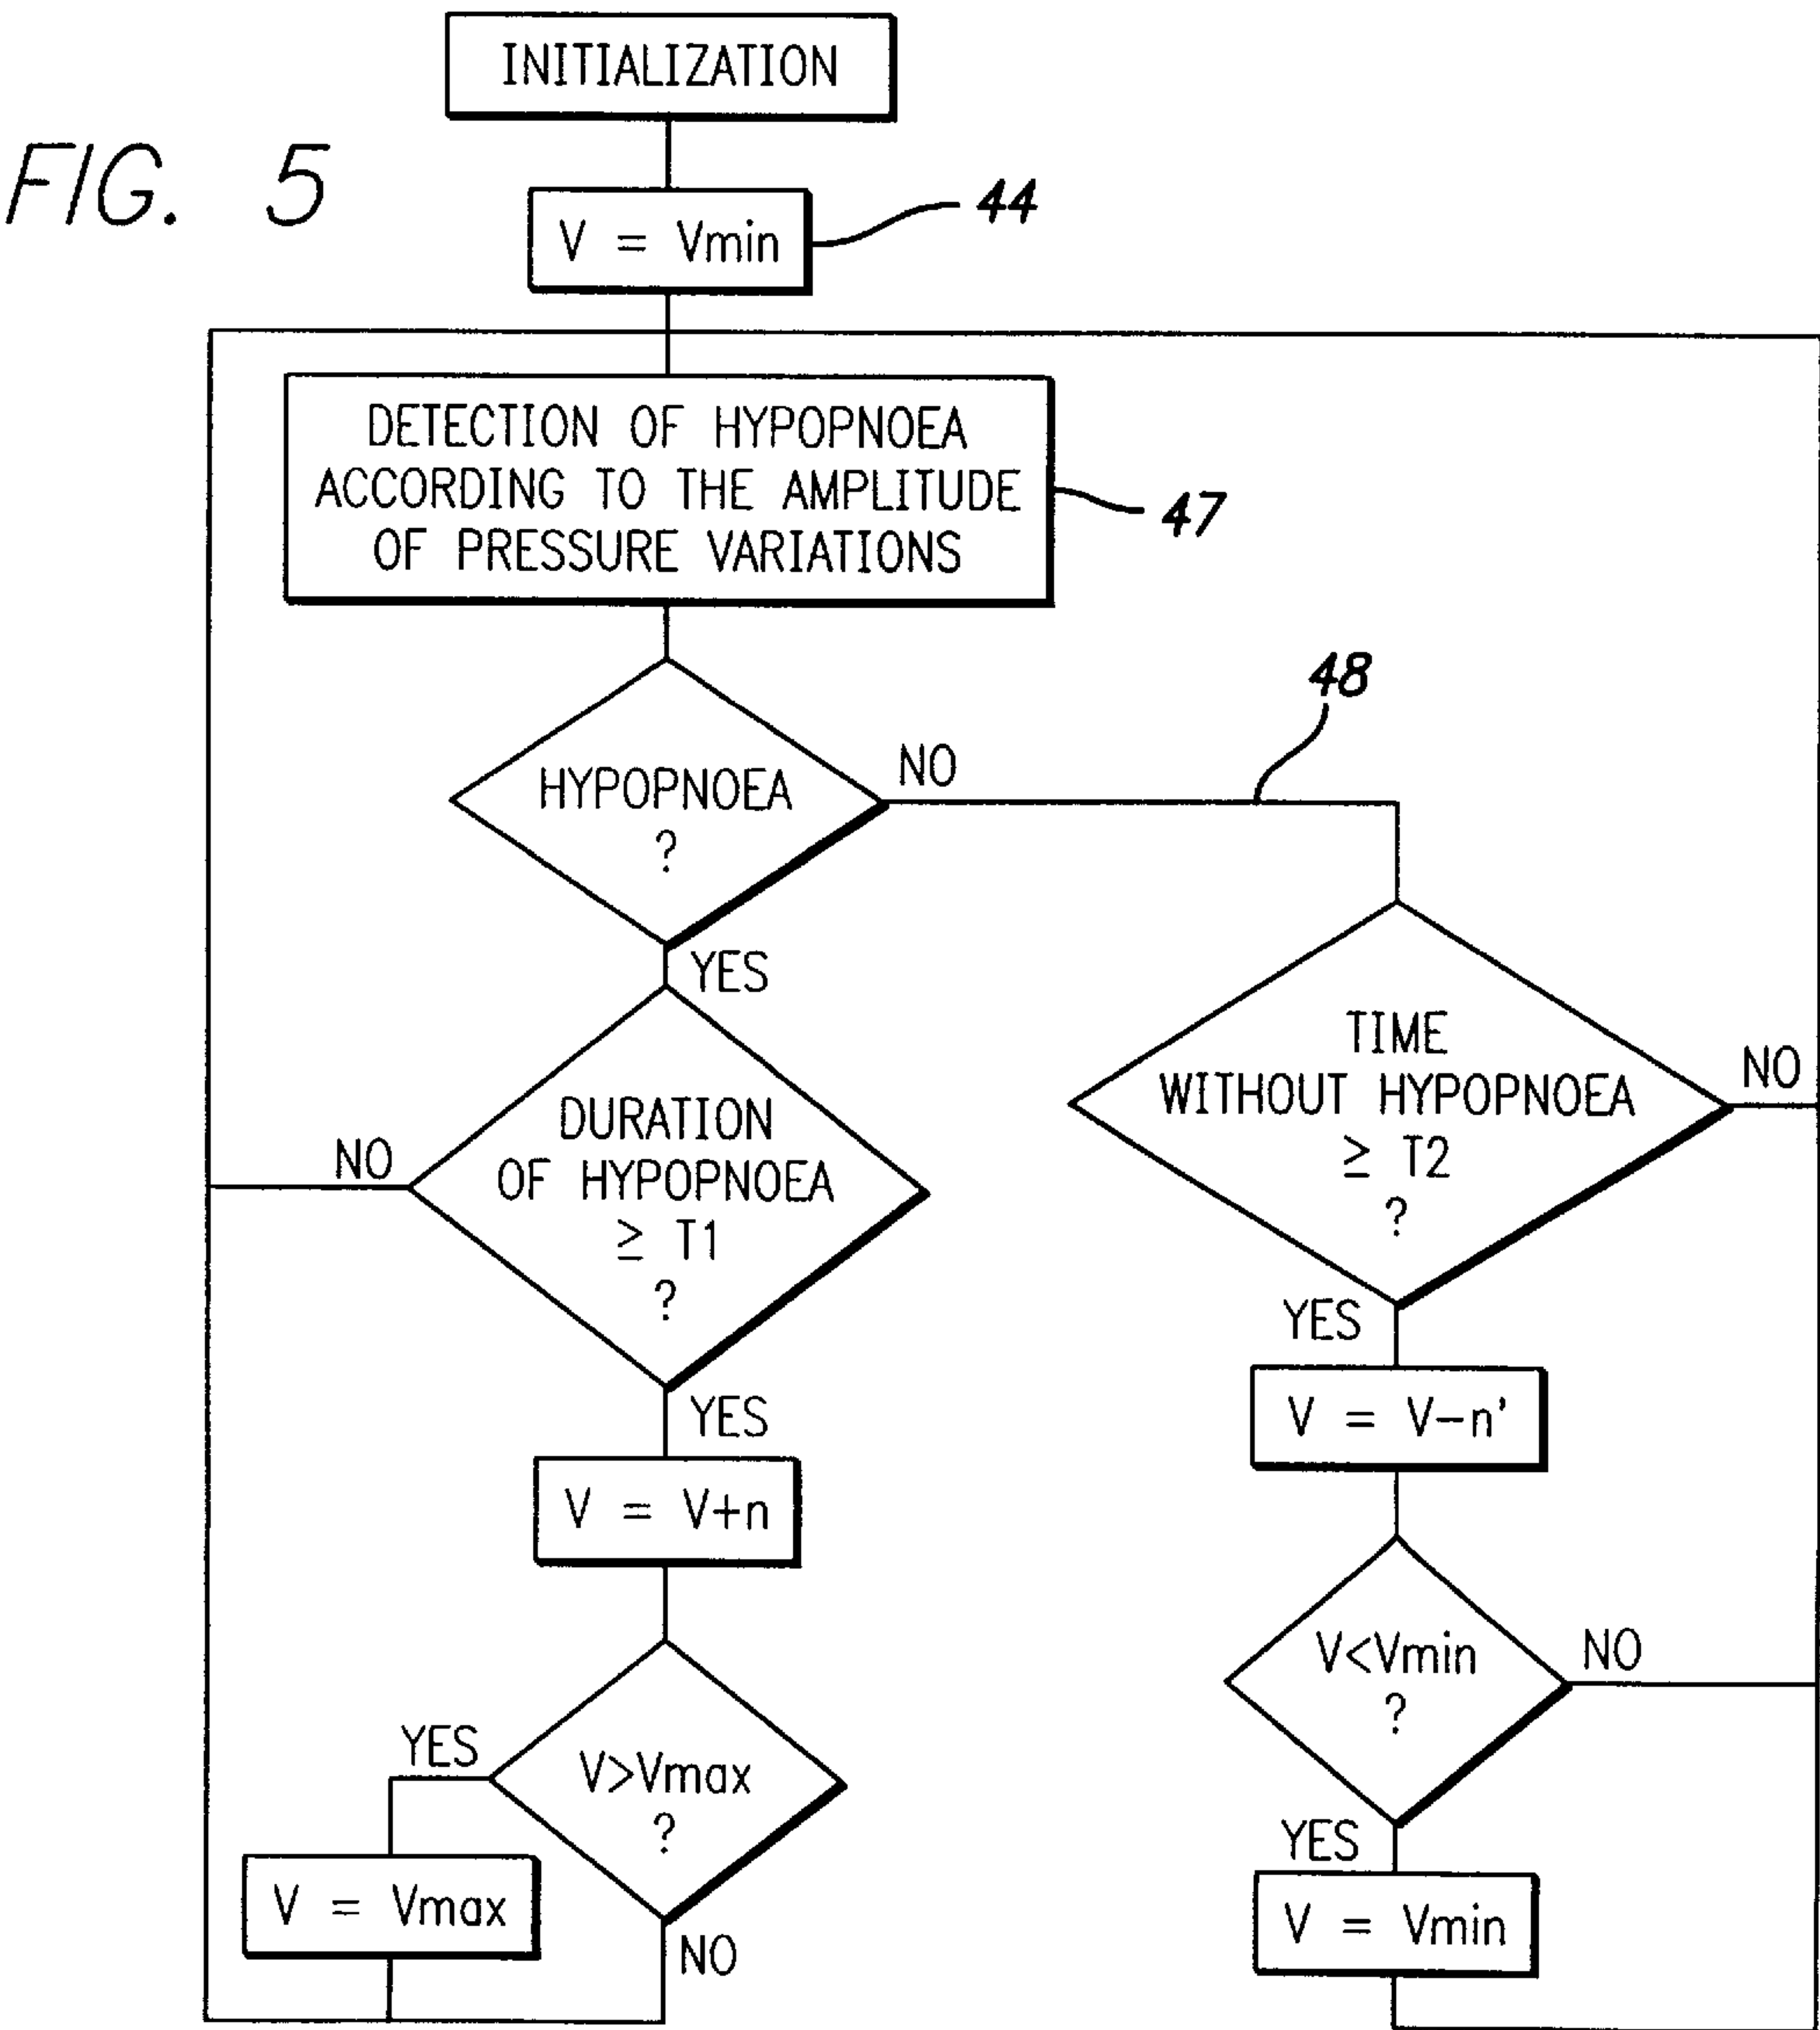 FIG. 5
INITIALIZATION
V = Vmin
44
DETECTION OF HYPOPNOEA
ACCORDING TO THE AMPLITUDE
OF PRESSURE VARIATIONS
47
HYPOPNOEA
?
NO
48
YES
DURATION
OF HYPOPNOEA
≥ T1
?
NO
YES
V = V+n
V>Vmax
?
YES
V = Vmax
NO
TIME
WITHOUT HYPOPNOEA
≥ T2
?
NO
YES
V = V-n'
V<Vmin
?
NO
YES
V = Vmin